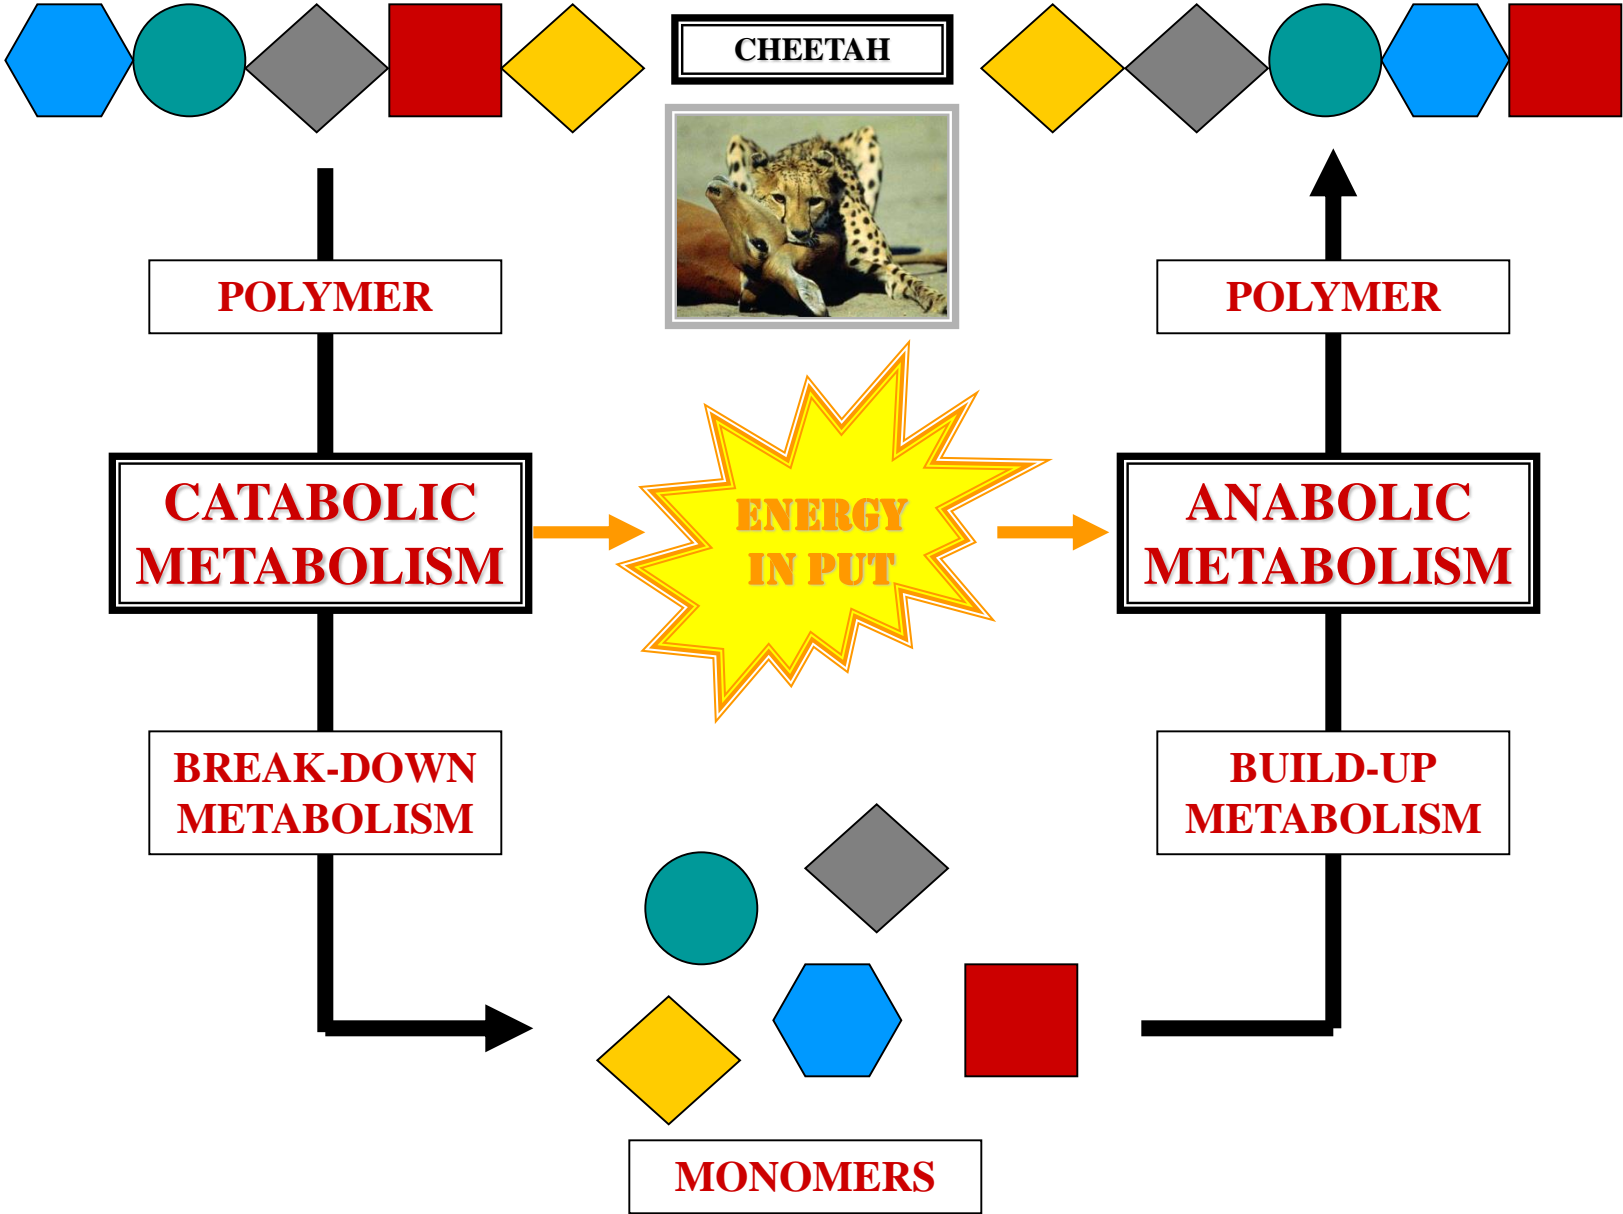 CHEETAH
POLYMER
POLYMER
CATABOLIC
METABOLISM
ENERGY
IN PUT
ANABOLIC
METABOLISM
BREAK-DOWN
METABOLISM
BUILD-UP
METABOLISM
MONOMERS